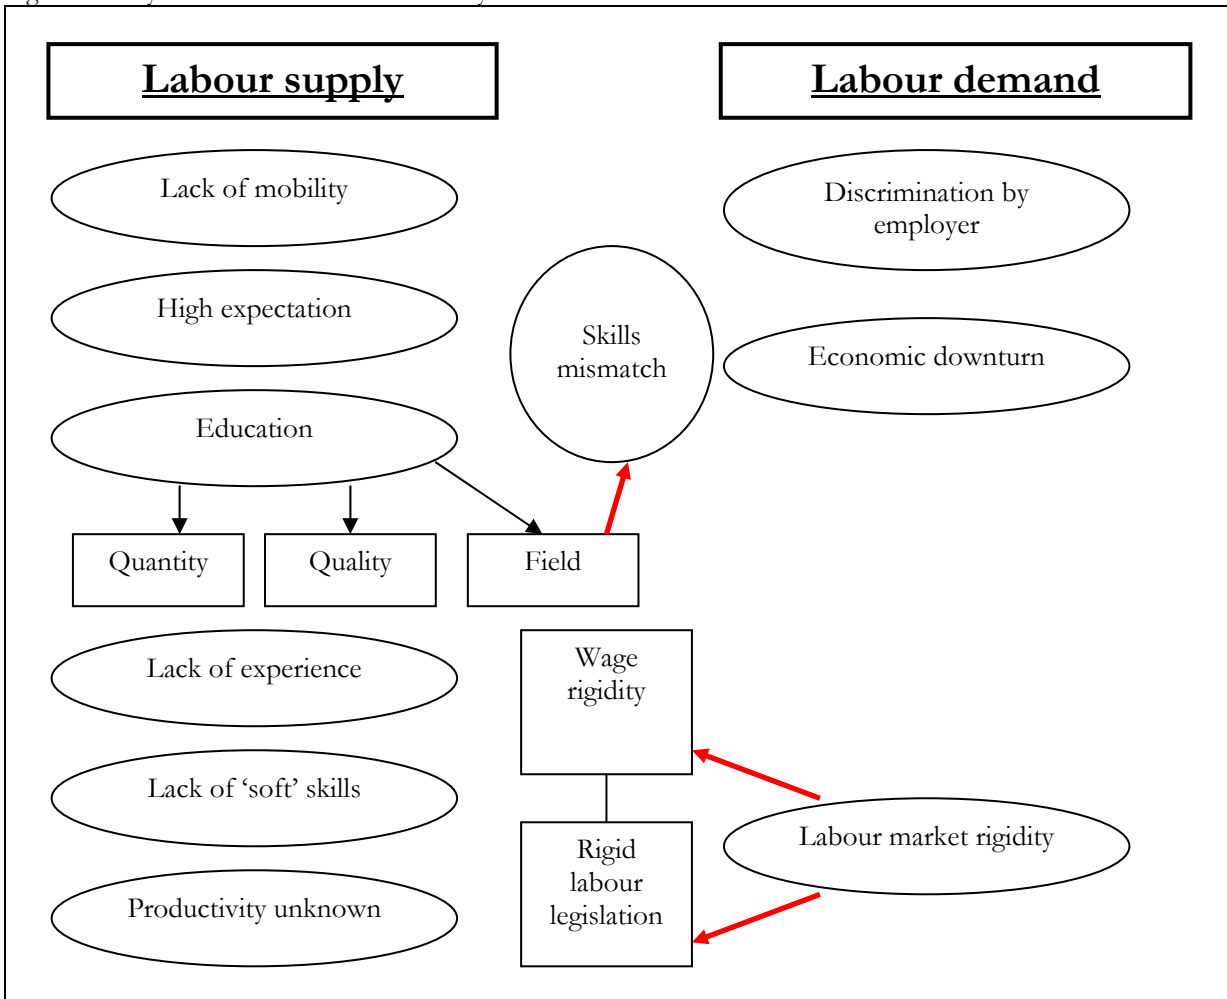 Labour supply
Labour demand
Lack of mobility
Discrimination by
employer
High expectation
Skills
mismatch
Economic downturn
Education
Quantity
Quality
Field
Lack of experience
Wage
rigidity
Lack of ‘soft’ skills
Labour market rigidity
Rigid
labour
legislation
Productivity unknown